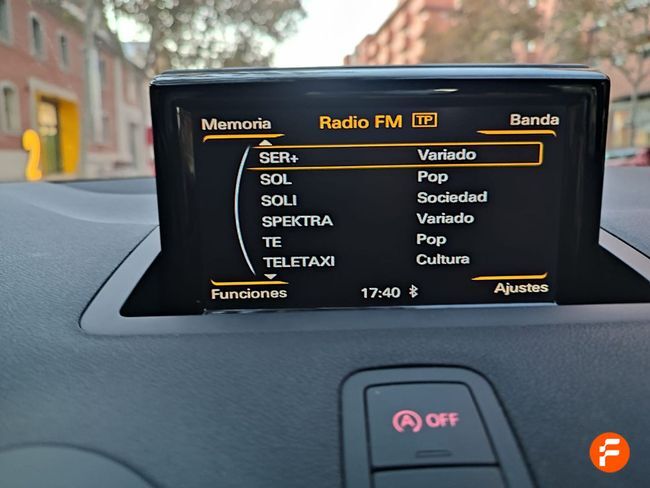 Memoria Radio FM TP Banda
SER+ Variado
SOL Pop
SOLI Sociedad
SPEKTRA Variado
TE Pop
TELETAXI Cultura
Funciones 17:40 Ajustes
A OFF
2
F